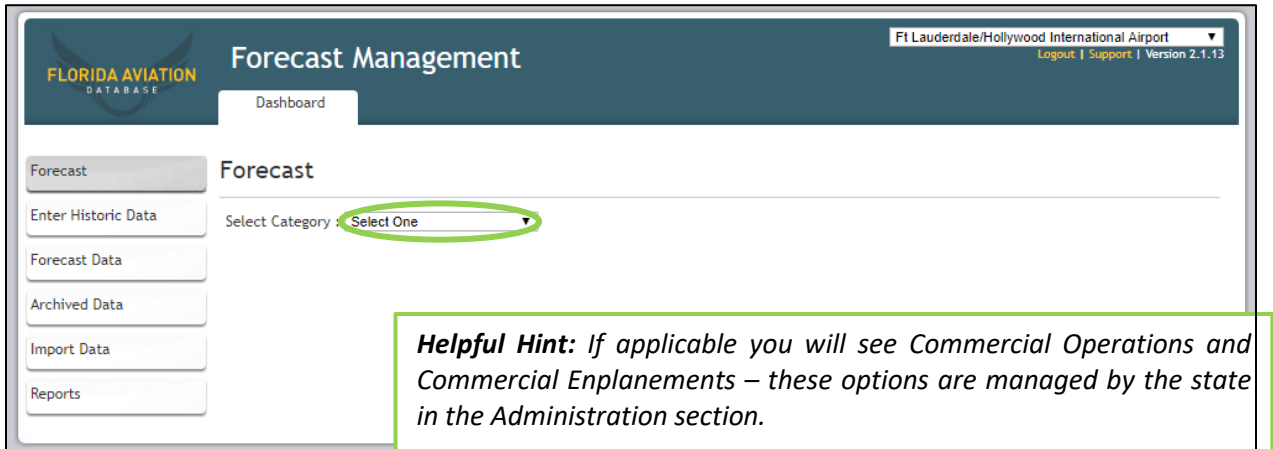 FLORIDA AVIATION
DATABASE
Forecast Management
Ft Lauderdale/Hollywood International Airport
Logout | Support | Version 2.1.13
Dashboard
Forecast
Enter Historic Data
Forecast Data
Archived Data
Import Data
Reports
Forecast
Select Category : Select One
Helpful Hint: If applicable you will see Commercial Operations and
Commercial Enplanements – these options are managed by the state
in the Administration section.